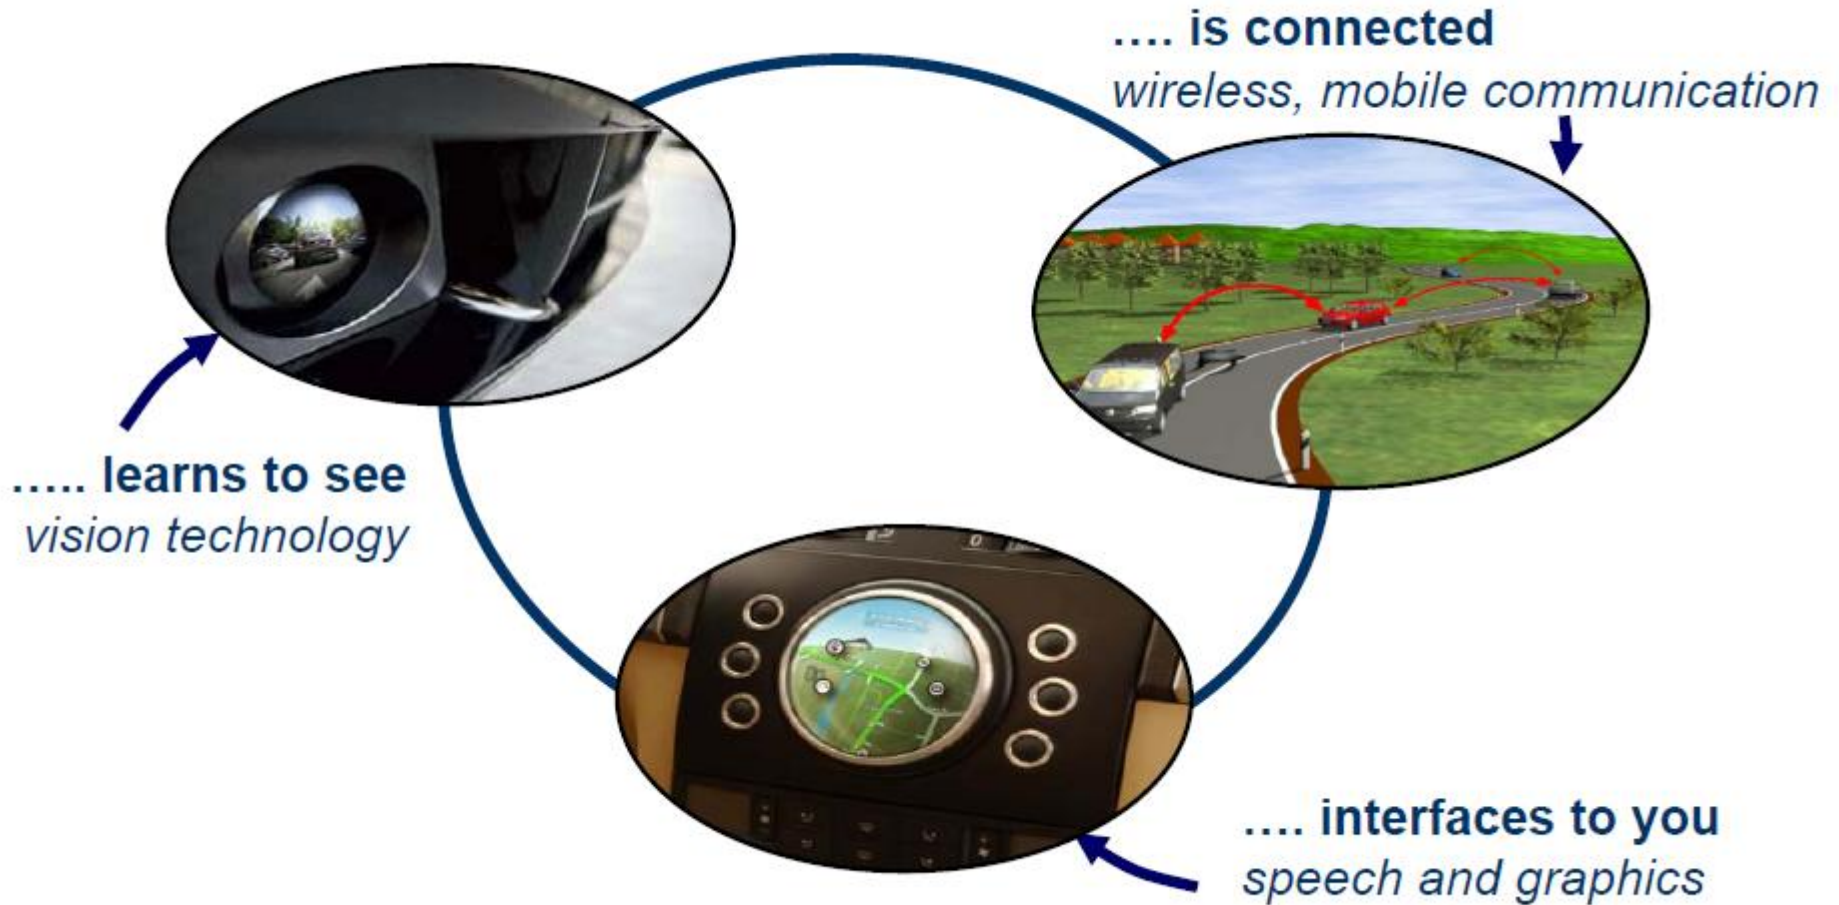 .... is connected
wireless, mobile communication
..... learns to see
vision technology
.... interfaces to you
speech and graphics